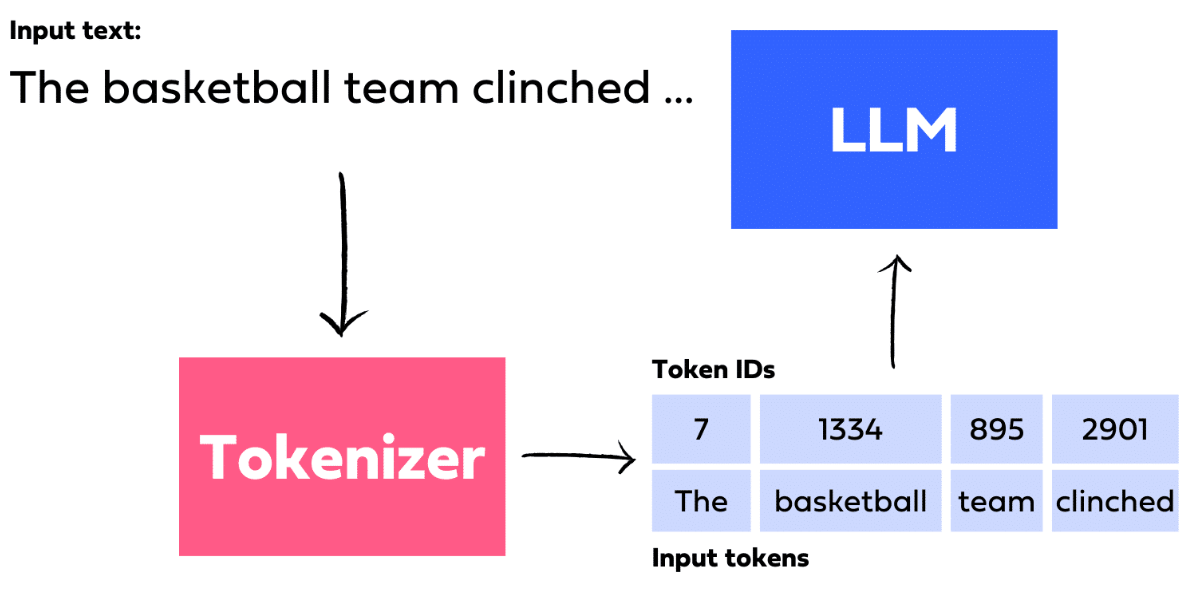 Input text:
The basketball team clinched ...
LLM
Tokenizer
Token IDs
7 1334 895 2901
The basketball team clinched
Input tokens